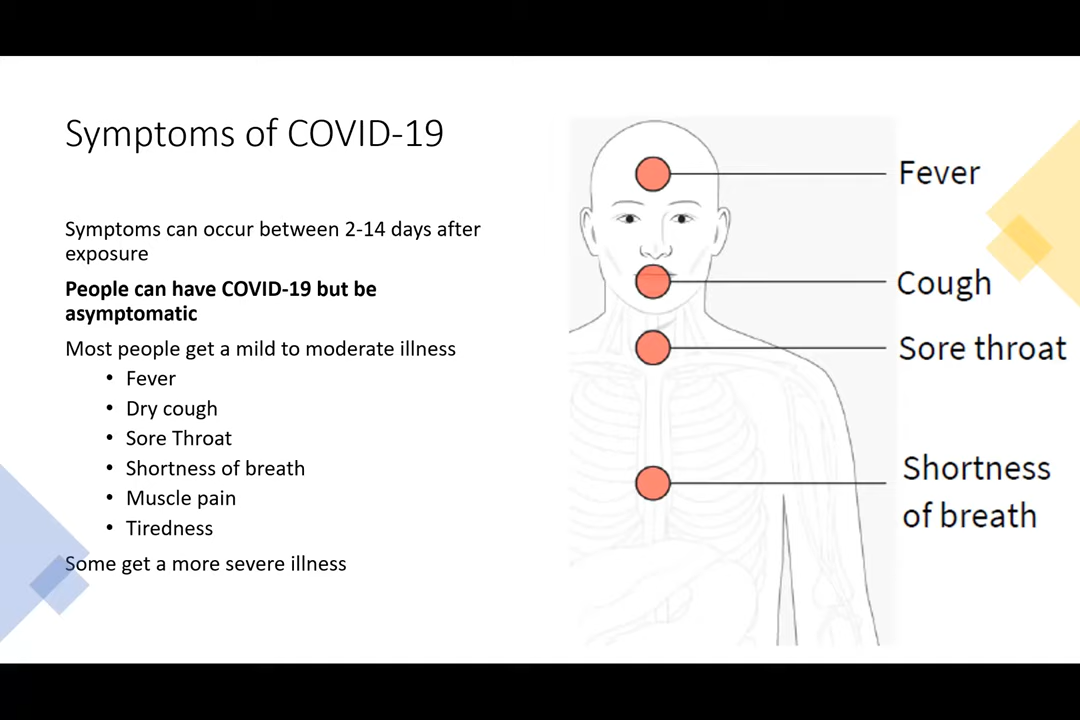 Symptoms of COVID-19
Symptoms can occur between 2-14 days after
exposure
People can have COVID-19 but be
asymptomatic
Most people get a mild to moderate illness
• Fever
• Dry cough
• Sore Throat
• Shortness of breath
• Muscle pain
• Tiredness
Some get a more severe illness
Fever
Cough
Sore throat
Shortness
of breath